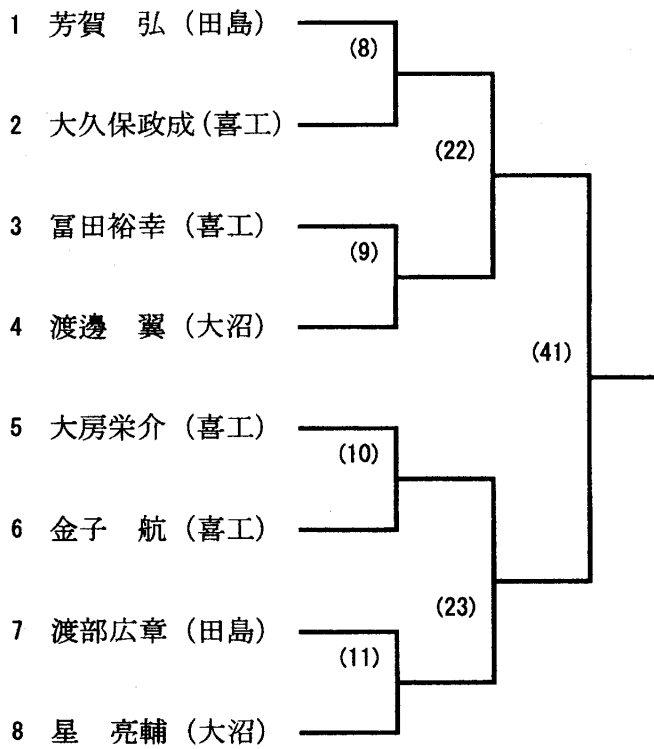 1 芳賀　弘（田島）
(8)
2 大久保政成（喜工）
(22)
3 冨田裕幸（喜工）
(9)
4 渡邊　翼（大沼）
(41)
5 大房栄介（喜工）
(10)
6 金子　航（喜工）
(23)
7 渡部広章（田島）
(11)
8 星　亮輔（大沼）